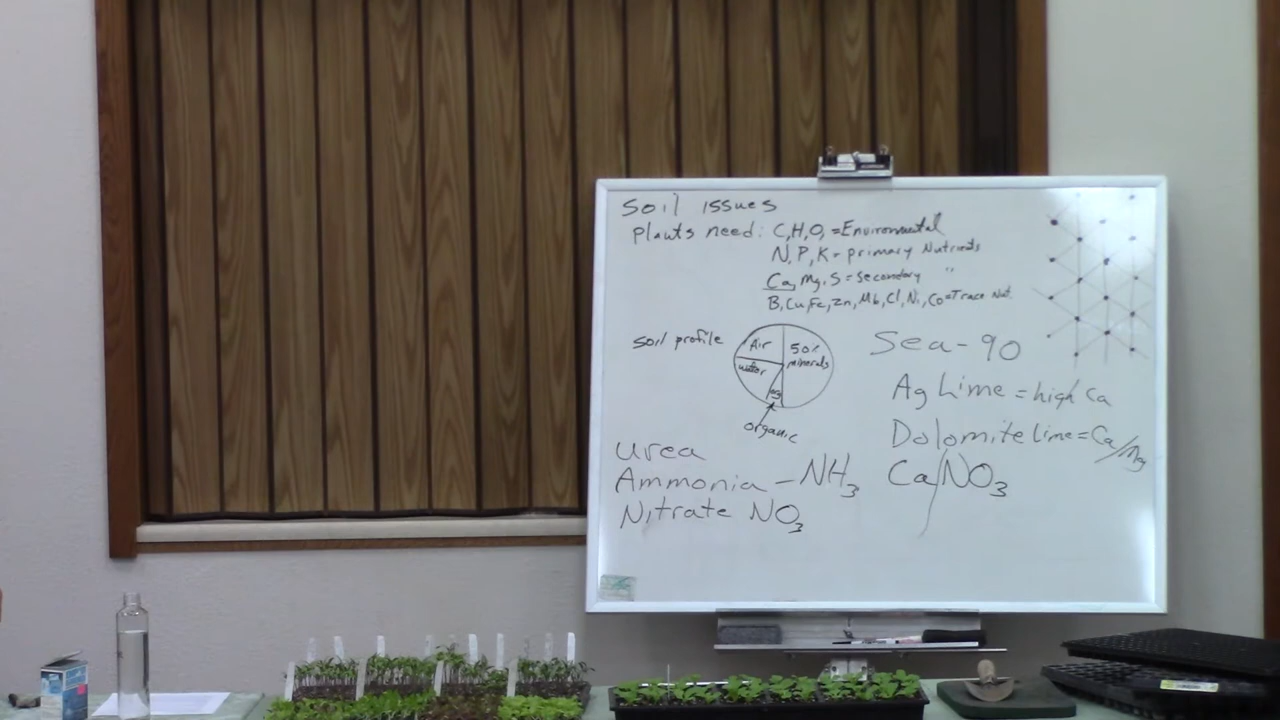 Soil issues
Plants need: C,H,O, = Environmental
N, P, K = primary Nutrients
Ca, Mg, S = Secondary "
B, Cu, Fe, Zn, Mb, Cl, Ni, Co = Trace Nut.
Soil profile
Air
50%
minerals
water
organic
Sea-90
Ag Lime = high Ca
Dolomite Lime = Ca/Mg
Urea
Ammonia - NH3
Ca/NO3
Nitrate NO3